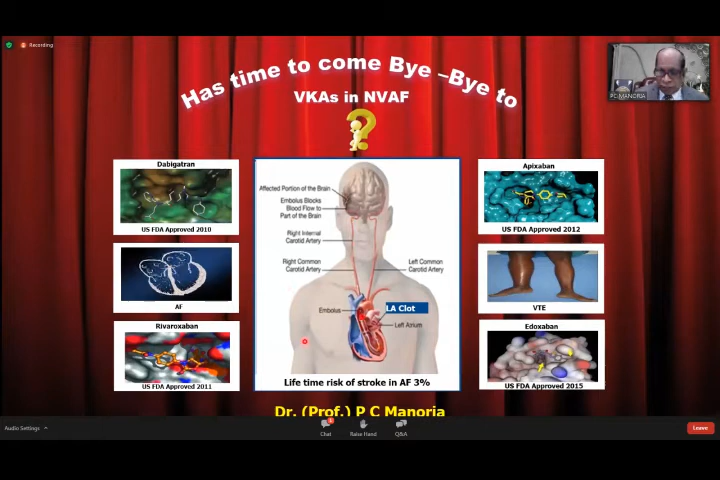 Recording
Has time to come Bye –Bye to
VKAs in NVAF
PC MANORIA
Dabigatran
US FDA Approved 2010
AF
Rivaroxaban
US FDA Approved 2011
Affected Portion of the Brain
Embolus Blocks
Blood Flow to
Part of the Brain
Right Internal
Carotid Artery
Right Common
Carotid Artery
Left Common
Carotid Artery
Embolus
LA Clot
Left Atrium
Life time risk of stroke in AF 3%
Apixaban
US FDA Approved 2012
VTE
Edoxaban
US FDA Approved 2015
Dr. (Prof.) P C Manoria
Audio Settings
Chat
Raise Hand
Q&A
Leave